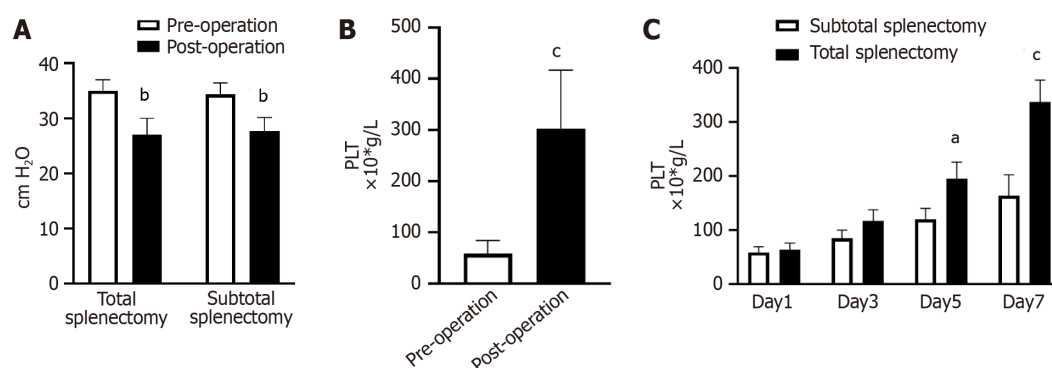 A
Pre-operation
Post-operation
40
30
20
10
0
cm H₂O
b
b
Total
splenectomy
Subtotal
splenectomy
B
500
400
300
200
100
0
PLT
×10*g/L
c
Pre-operation
Post-operation
C
Subtotal splenectomy
Total splenectomy
400
300
200
100
0
PLT
×10*g/L
a
c
Day1
Day3
Day5
Day7